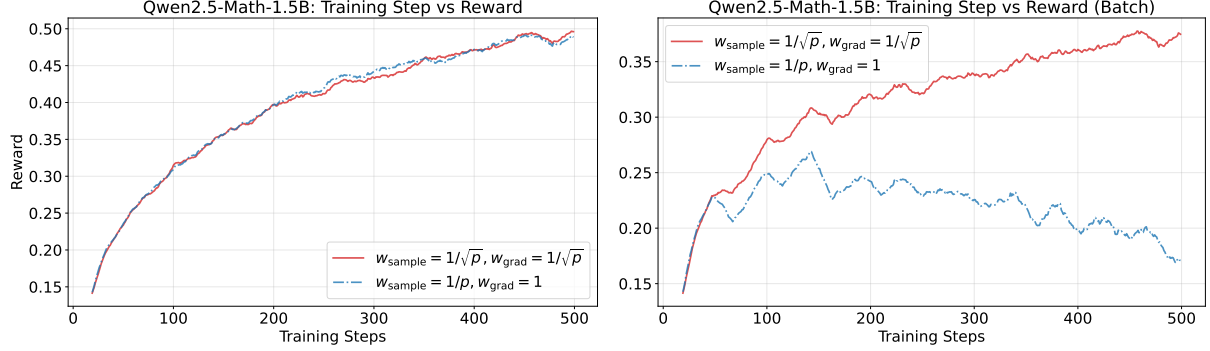 Qwen2.5-Math-1.5B: Training Step vs Reward
Reward
0.50
0.45
0.40
0.35
0.30
0.25
0.20
0.15
w_sample = 1/√p, w_grad = 1/√p
w_sample = 1/p, w_grad = 1
0 100 200 300 400 500
Training Steps
Qwen2.5-Math-1.5B: Training Step vs Reward (Batch)
w_sample = 1/√p, w_grad = 1/√p
w_sample = 1/p, w_grad = 1
0.35
0.30
0.25
0.20
0.15
0 100 200 300 400 500
Training Steps